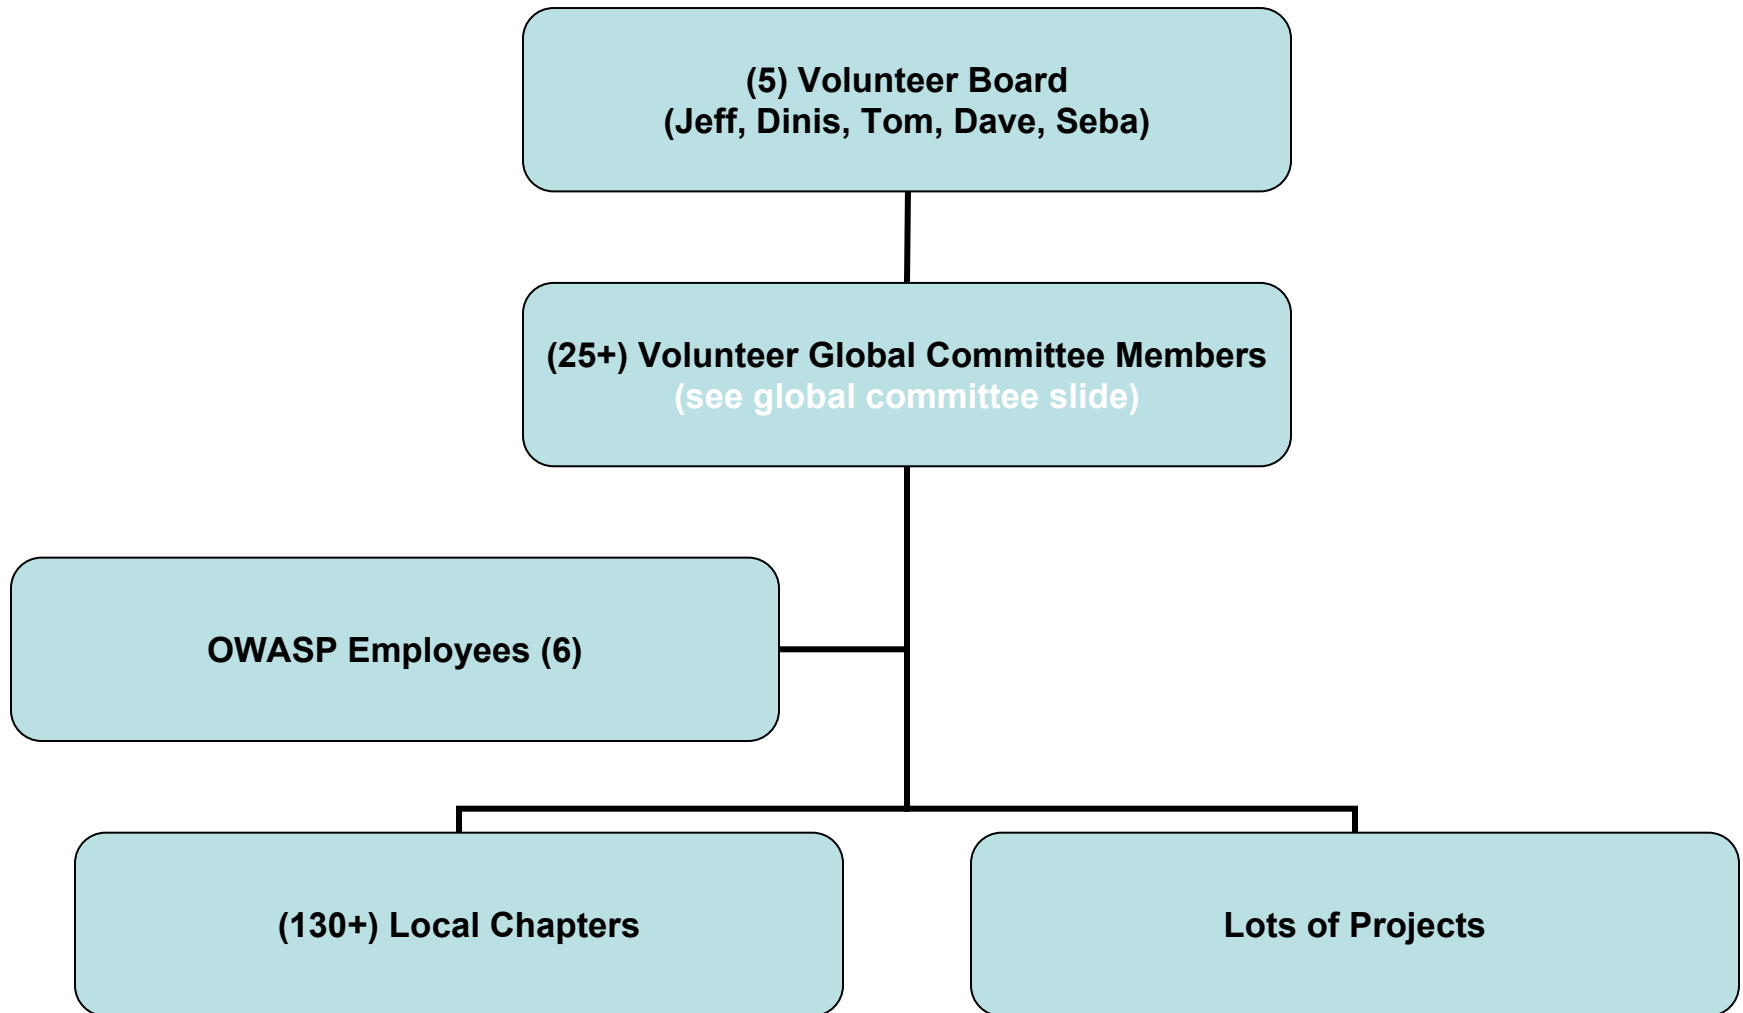 (5) Volunteer Board
(Jeff, Dinis, Tom, Dave, Seba)
(25+) Volunteer Global Committee Members
(see global committee slide)
OWASP Employees (6)
(130+) Local Chapters
Lots of Projects